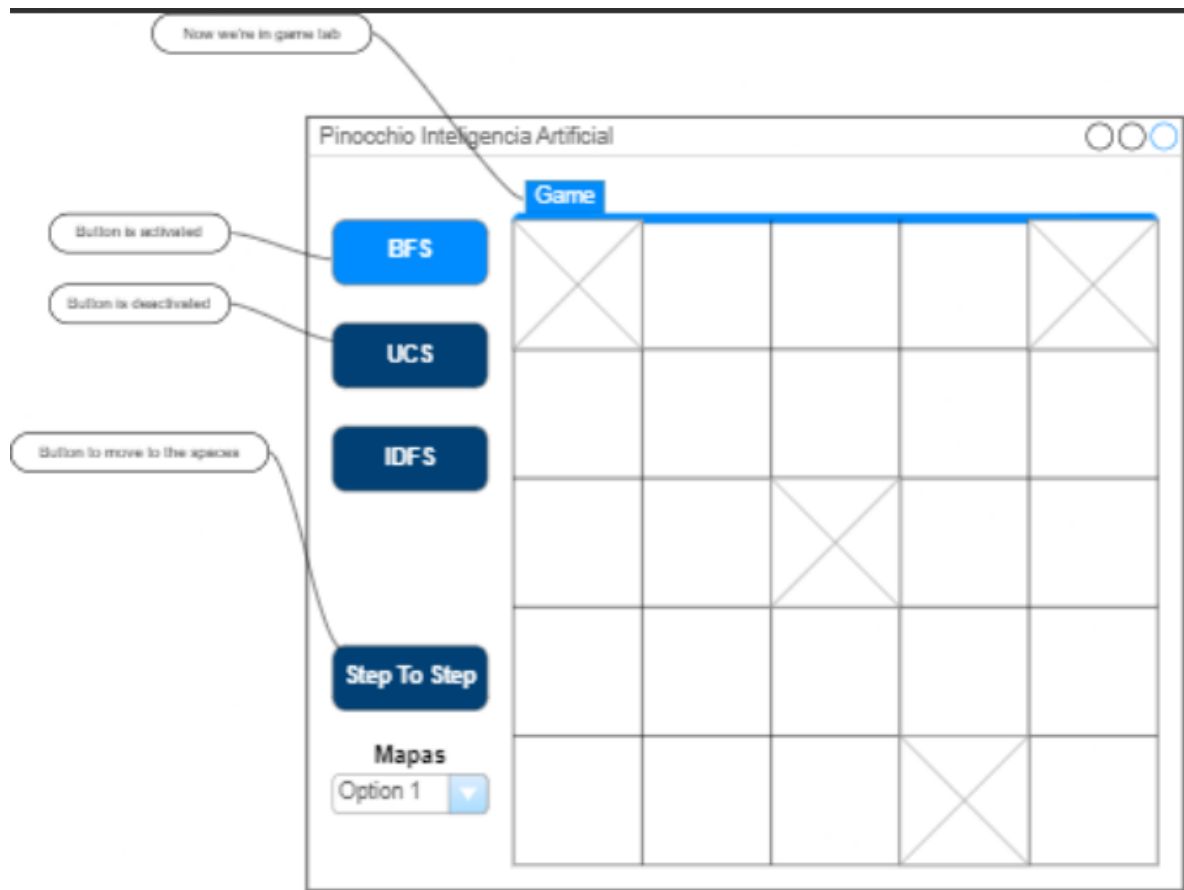 Now we're in game tab
Pinocchio Inteligencia Artificial
Game
Button is activated
BFS
Button is deactivated
UCS
Button to move to the spaces
IDFS
Step To Step
Mapas
Option 1